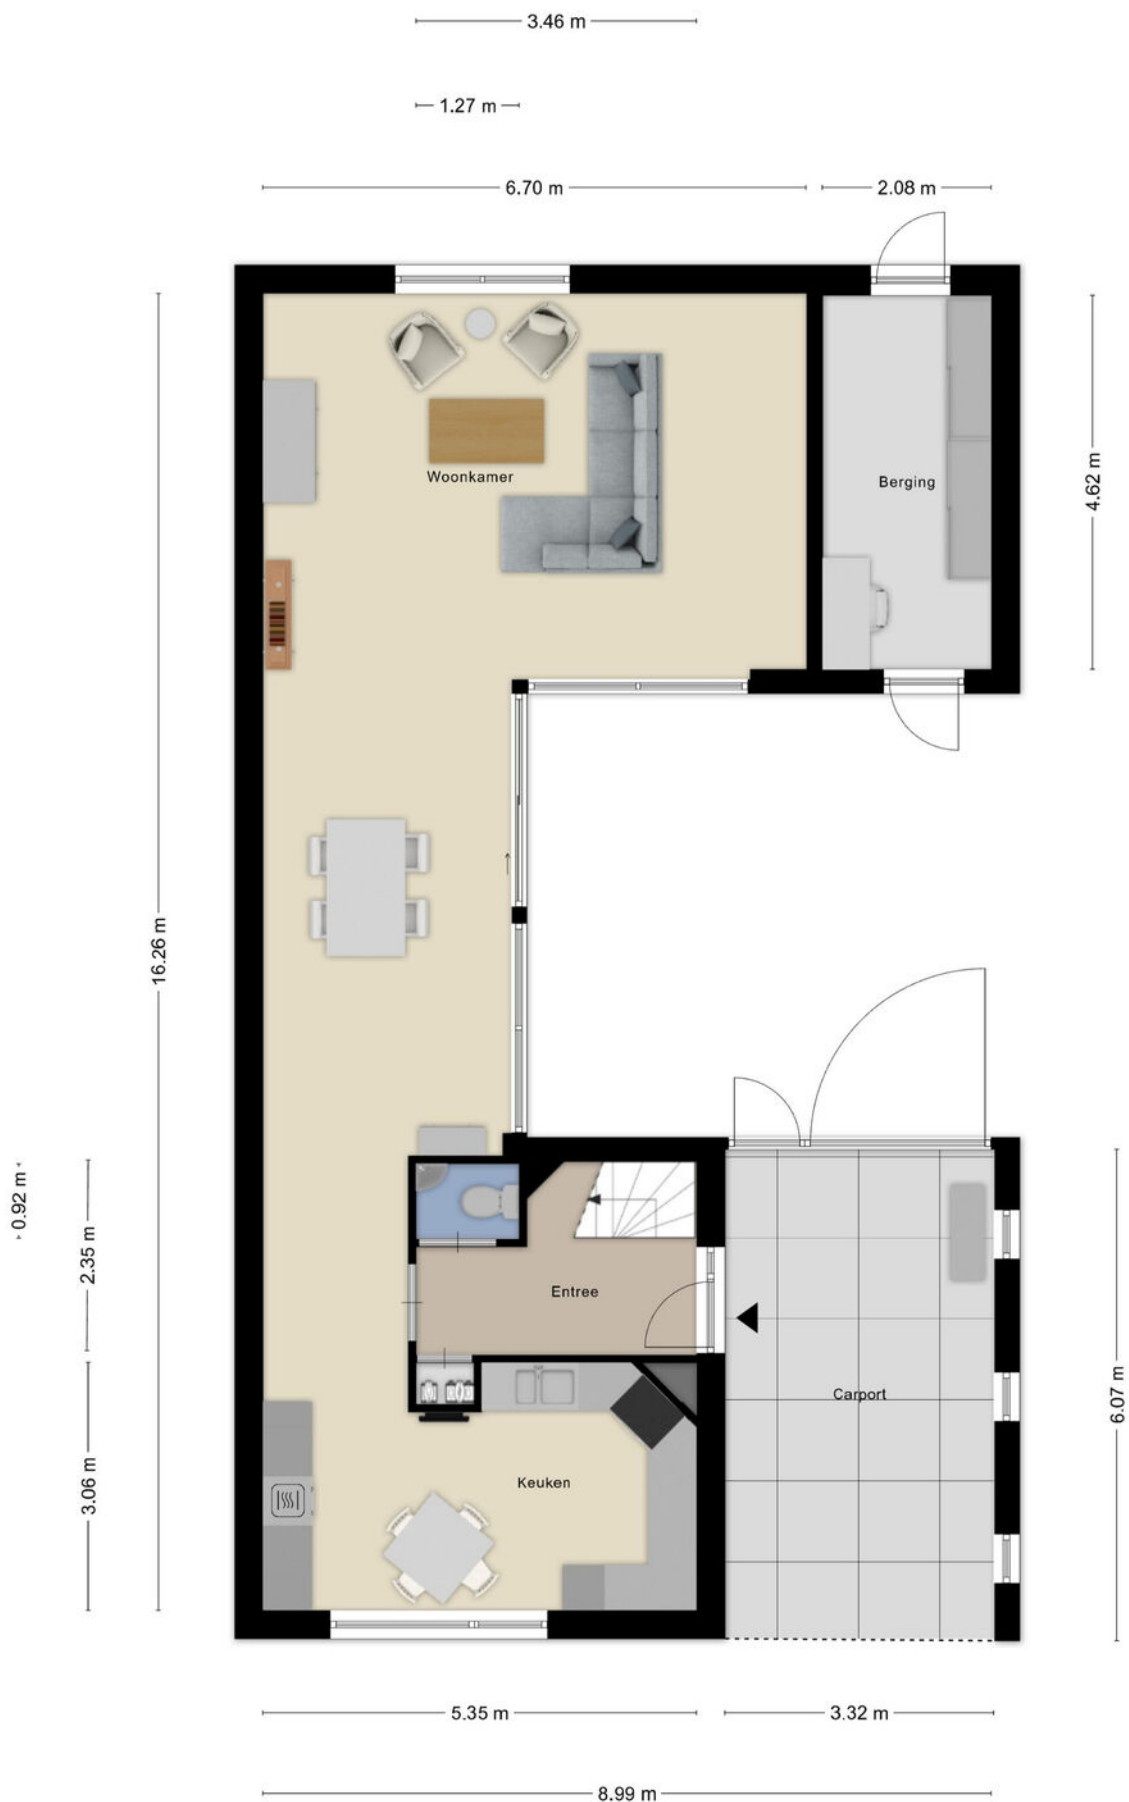 3.46 m
1.27 m
6.70 m
2.08 m
Woonkamer
Berging
4.62 m
16.26 m
0.92 m
2.35 m
Entree
Carport
6.07 m
3.06 m
Keuken
5.35 m
3.32 m
8.99 m